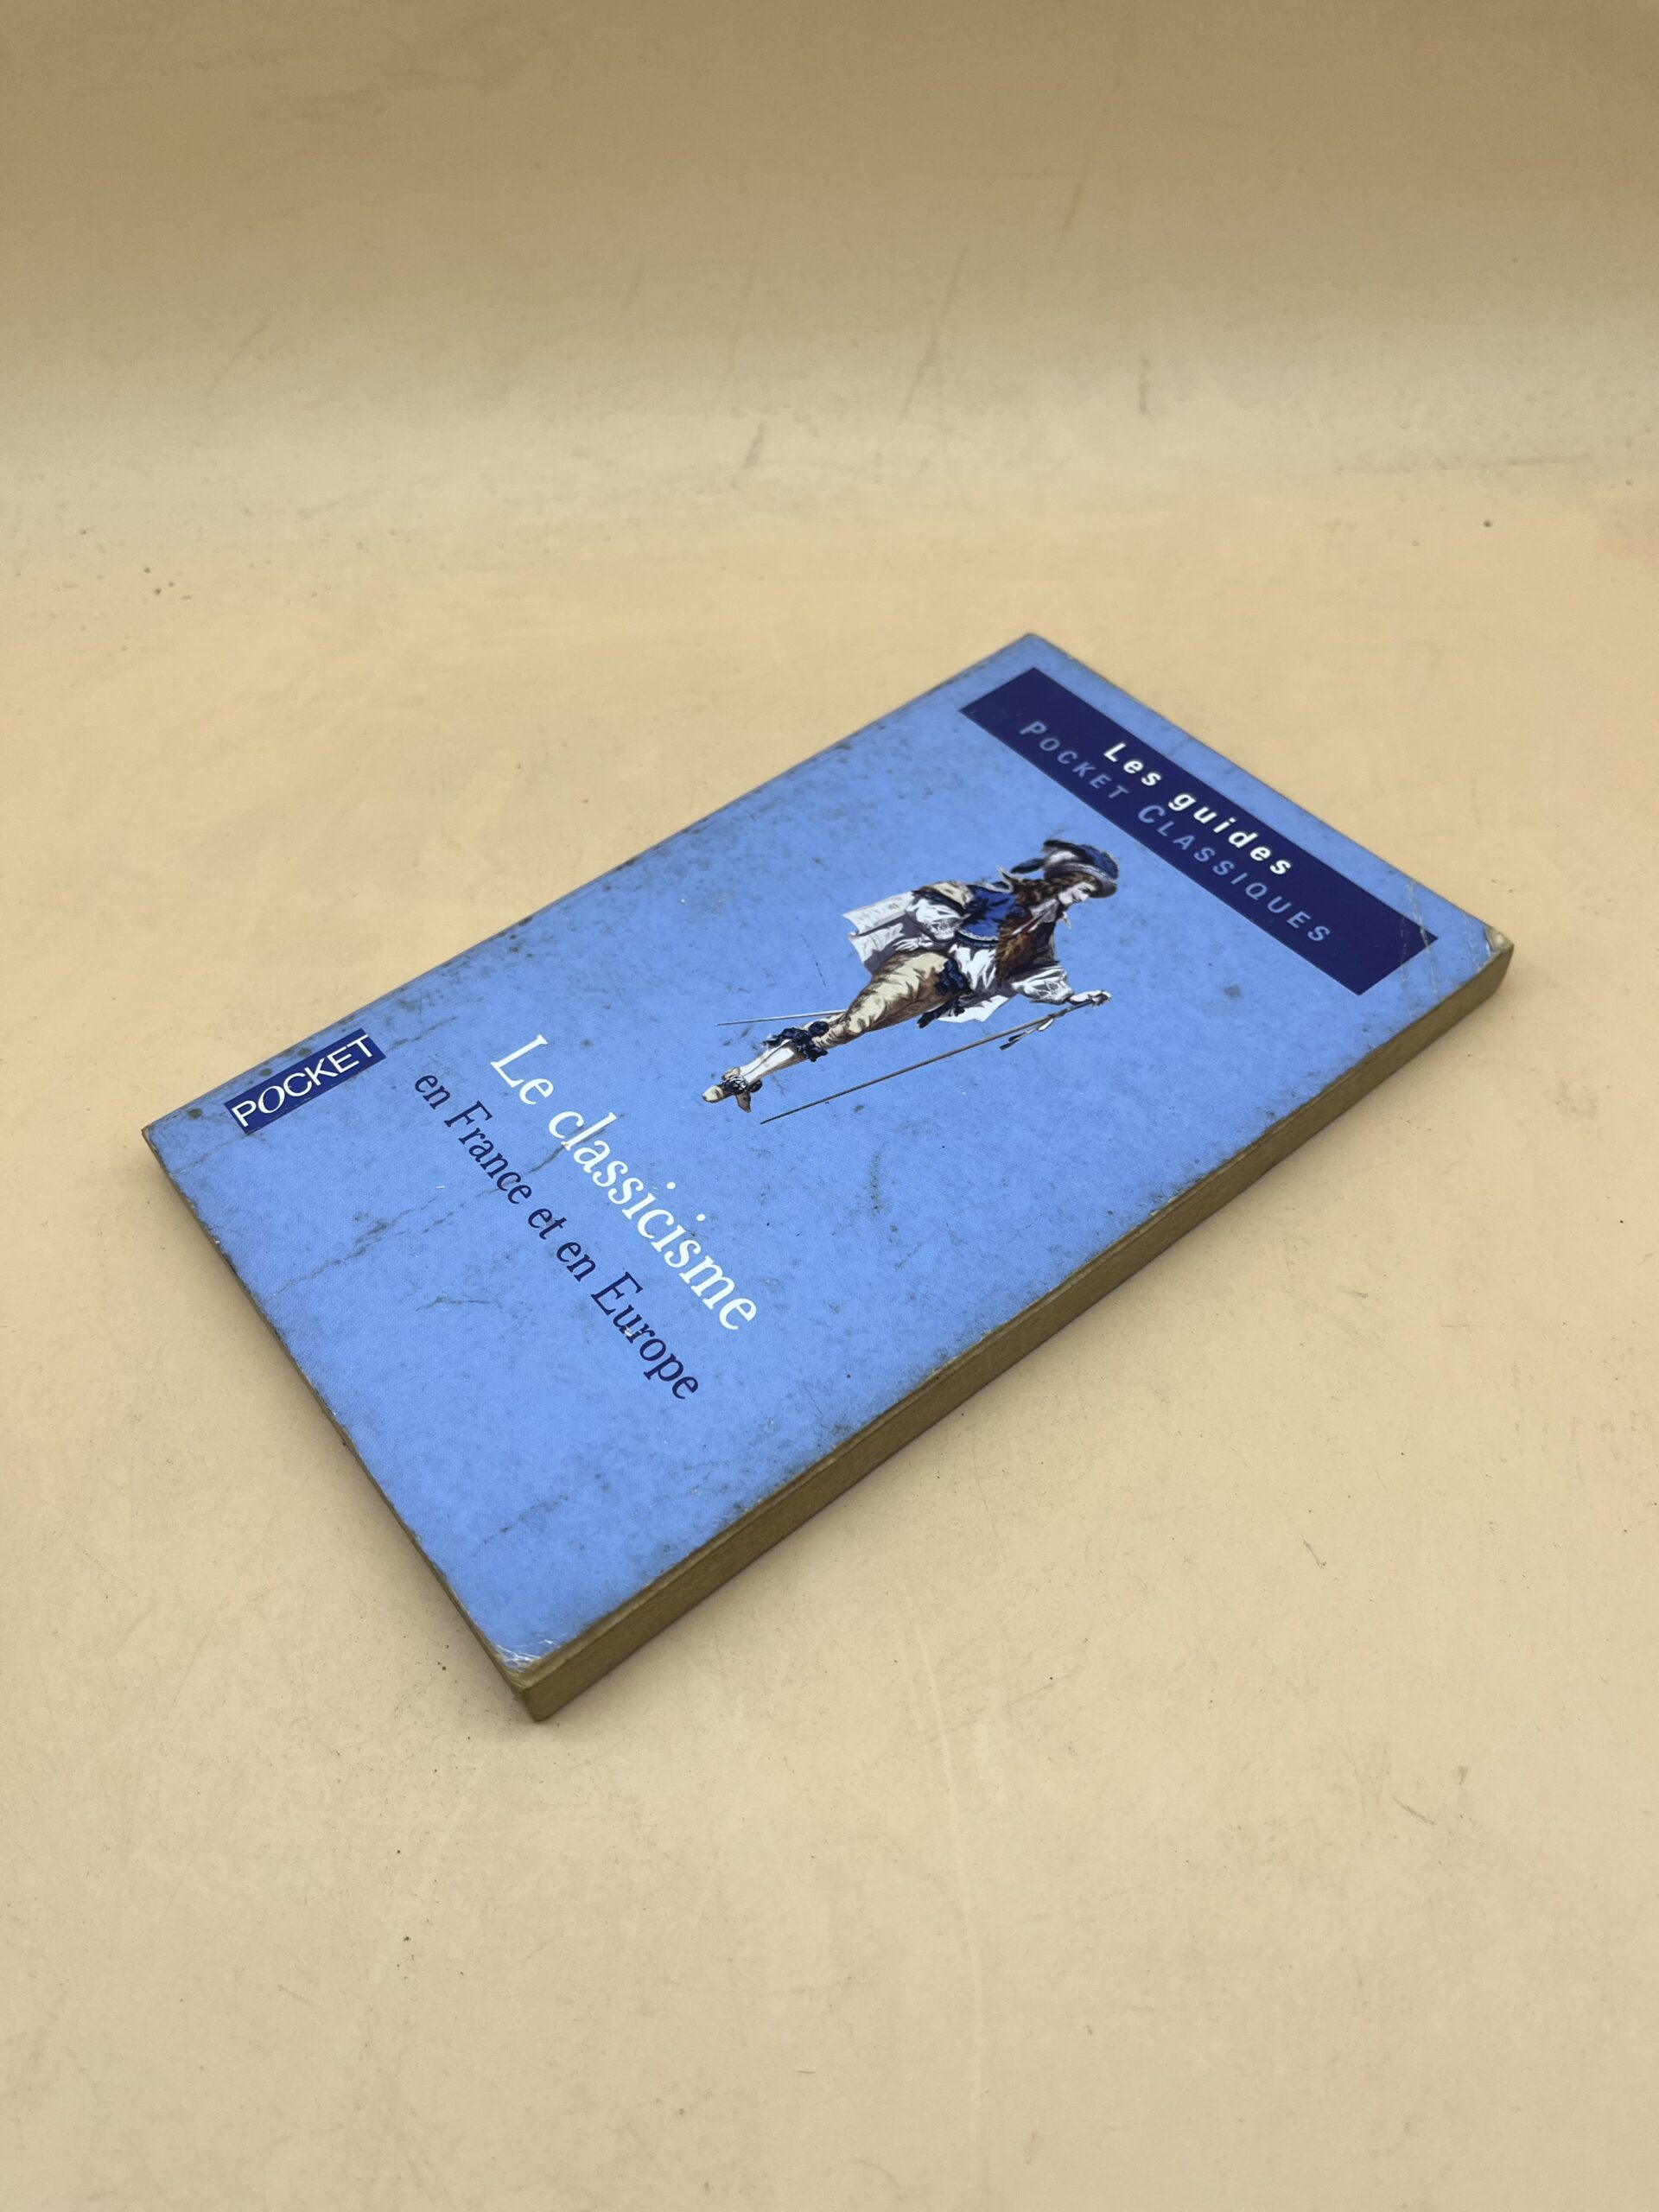 Les guides
POCKET CLASSIQUES
Le classicisme
en France et en Europe
POCKET